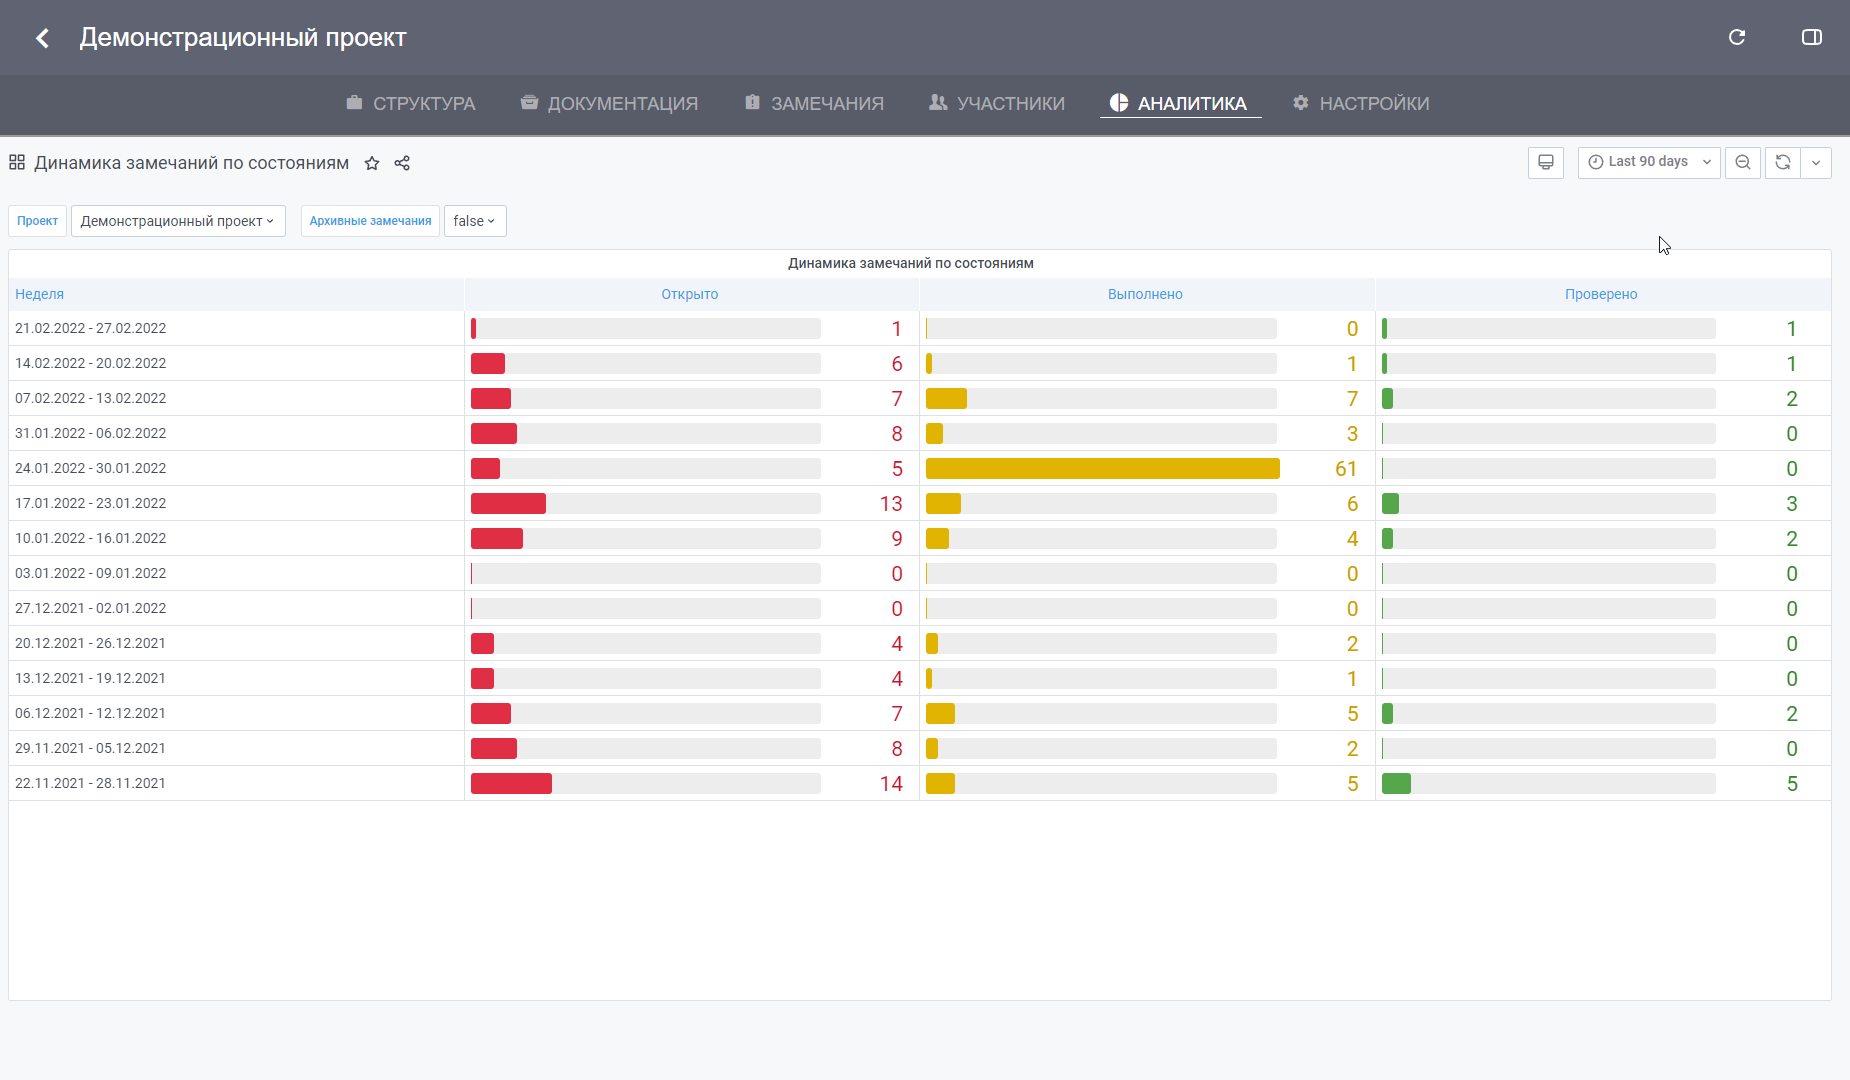 Демонстрационный проект
СТРУКТУРА ДОКУМЕНТАЦИЯ ЗАМЕЧАНИЯ УЧАСТНИКИ АНАЛИТИКА НАСТРОЙКИ
Динамика замечаний по состояниям Last 90 days
Проект Демонстрационный проект Архивные замечания false
Динамика замечаний по состояниям
Неделя Открыто Выполнено Проверено
21.02.2022 - 27.02.2022 1 0 1
14.02.2022 - 20.02.2022 6 1 1
07.02.2022 - 13.02.2022 7 7 2
31.01.2022 - 06.02.2022 8 3 0
24.01.2022 - 30.01.2022 5 61 0
17.01.2022 - 23.01.2022 13 6 3
10.01.2022 - 16.01.2022 9 4 2
03.01.2022 - 09.01.2022 0 0 0
27.12.2021 - 02.01.2022 0 0 0
20.12.2021 - 26.12.2021 4 2 0
13.12.2021 - 19.12.2021 4 1 0
06.12.2021 - 12.12.2021 7 5 2
29.11.2021 - 05.12.2021 8 2 0
22.11.2021 - 28.11.2021 14 5 5